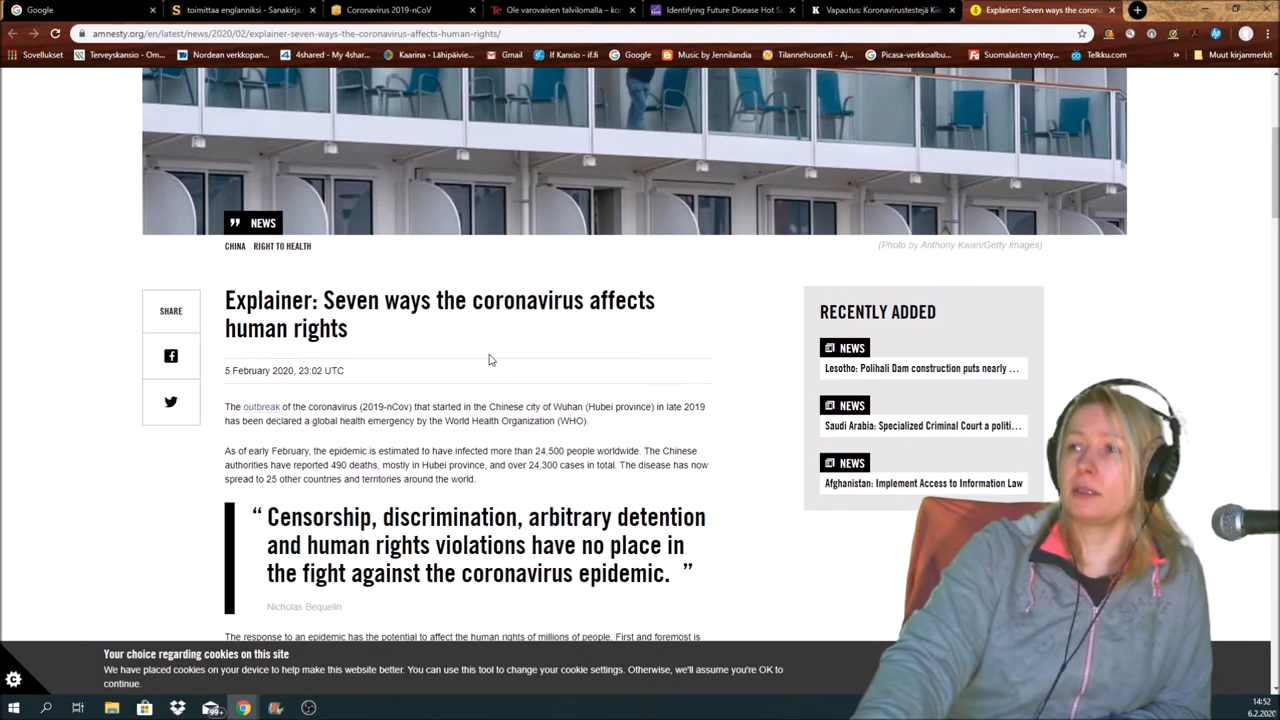 Google
toimittaa englanniksi - Sanakirja.
Coronavirus 2019-nCoV
Ole varovainen talvilomalla – ko
Identifying Future Disease Hot Sp
Vapautus: Koronavirustestejä Kiin
Explainer: Seven ways the corona
amnesty.org/en/latest/news/2020/02/explainer-seven-ways-the-coronavirus-affects-human-rights/
Sovellukset
Terveyskansio - Om...
Nordean verkkopan...
4shared - My 4shar...
Kaarina - Lähipäivie...
Gmail
If Kansio - if.fi
Google
Music by Jennilandia
Tilannehuone.fi - Aj...
Picasa-verkkoalbu...
Suomalaisten yhtey...
Telkku.com
»
Muut kirjanmerkit
NEWS
CHINA RIGHT TO HEALTH
(Photo by Anthony Kwan/Getty Images)
SHARE
Explainer: Seven ways the coronavirus affects
human rights
5 February 2020, 23:02 UTC
The outbreak of the coronavirus (2019-nCov) that started in the Chinese city of Wuhan (Hubei province) in late 2019
has been declared a global health emergency by the World Health Organization (WHO).
As of early February, the epidemic is estimated to have infected more than 24,500 people worldwide. The Chinese
authorities have reported 490 deaths, mostly in Hubei province, and over 24,300 cases in total. The disease has now
spread to 25 other countries and territories around the world.
“ Censorship, discrimination, arbitrary detention
and human rights violations have no place in
the fight against the coronavirus epidemic. ”
Nicholas Bequelin
The response to an epidemic has the potential to affect the human rights of millions of people. First and foremost is
RECENTLY ADDED
NEWS
Lesotho: Polihali Dam construction puts nearly …
NEWS
Saudi Arabia: Specialized Criminal Court a politi…
NEWS
Afghanistan: Implement Access to Information Law
Your choice regarding cookies on this site
We have placed cookies on your device to help make this website better. You can use this tool to change your cookie settings. Otherwise, we'll assume you're OK to
continue.
99+
14:52
6.2.2020